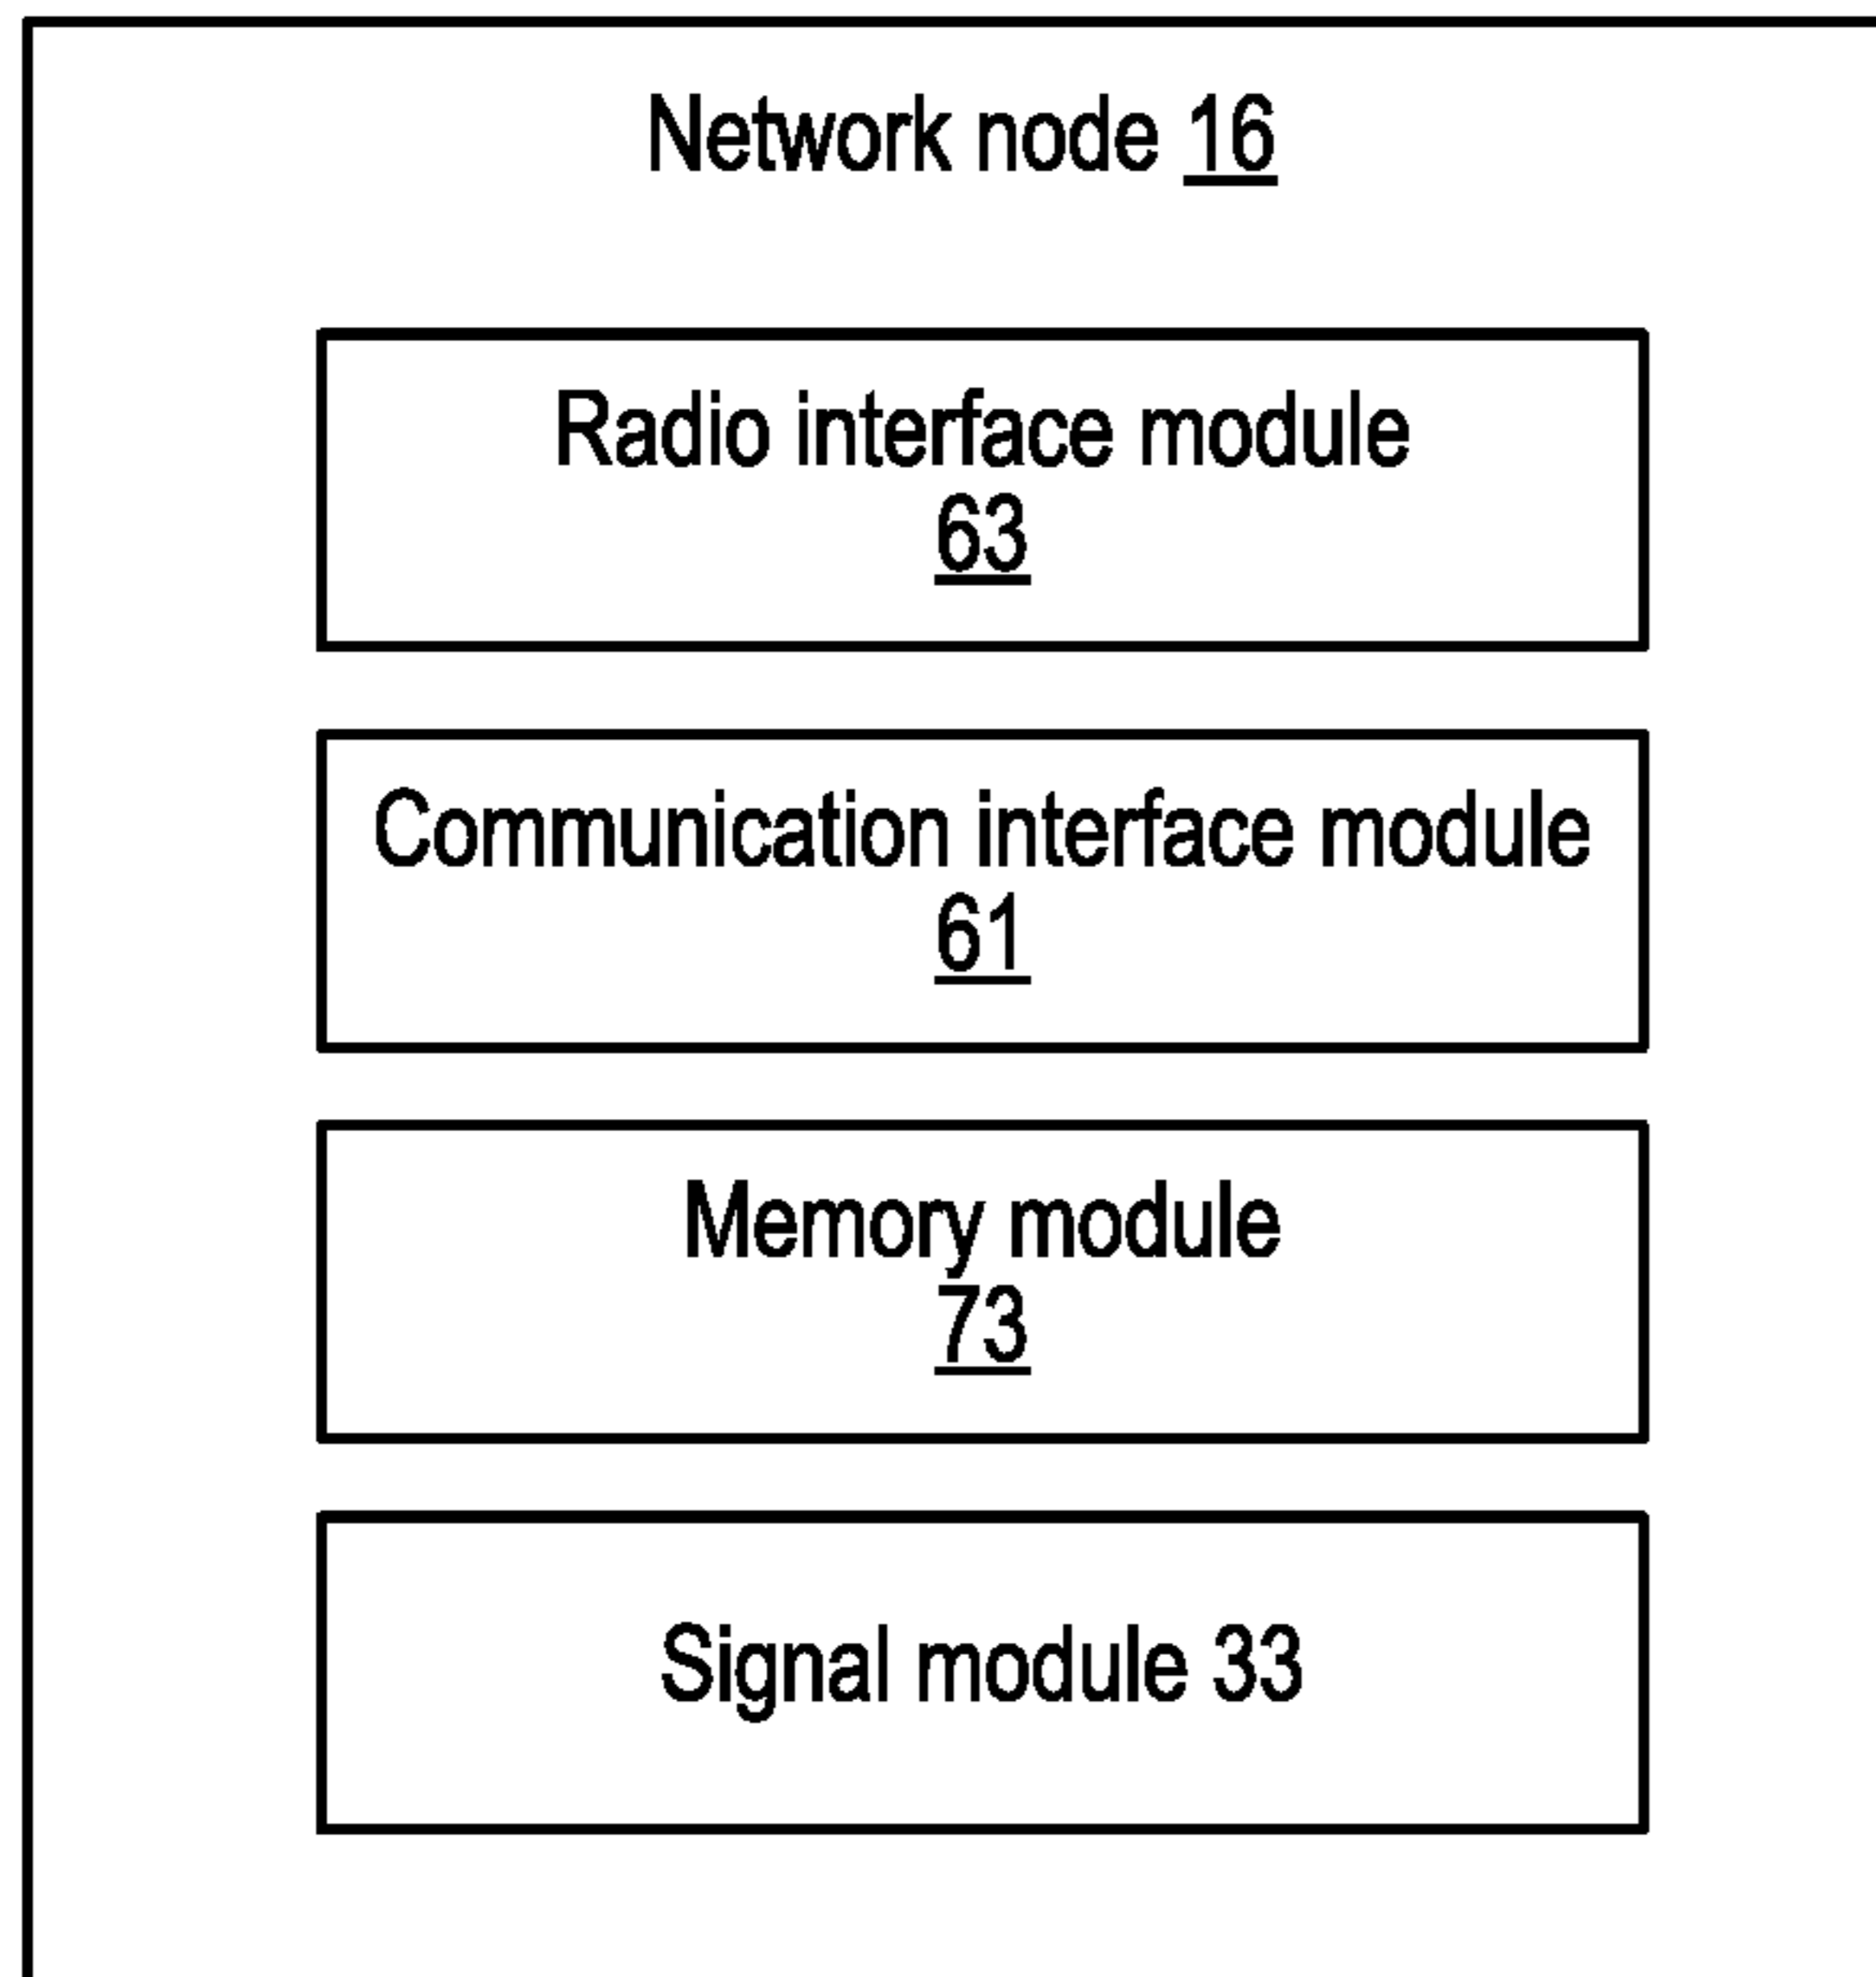 Network node 16
Radio interface module
63
Communication interface module
61
Memory module
73
Signal module 33